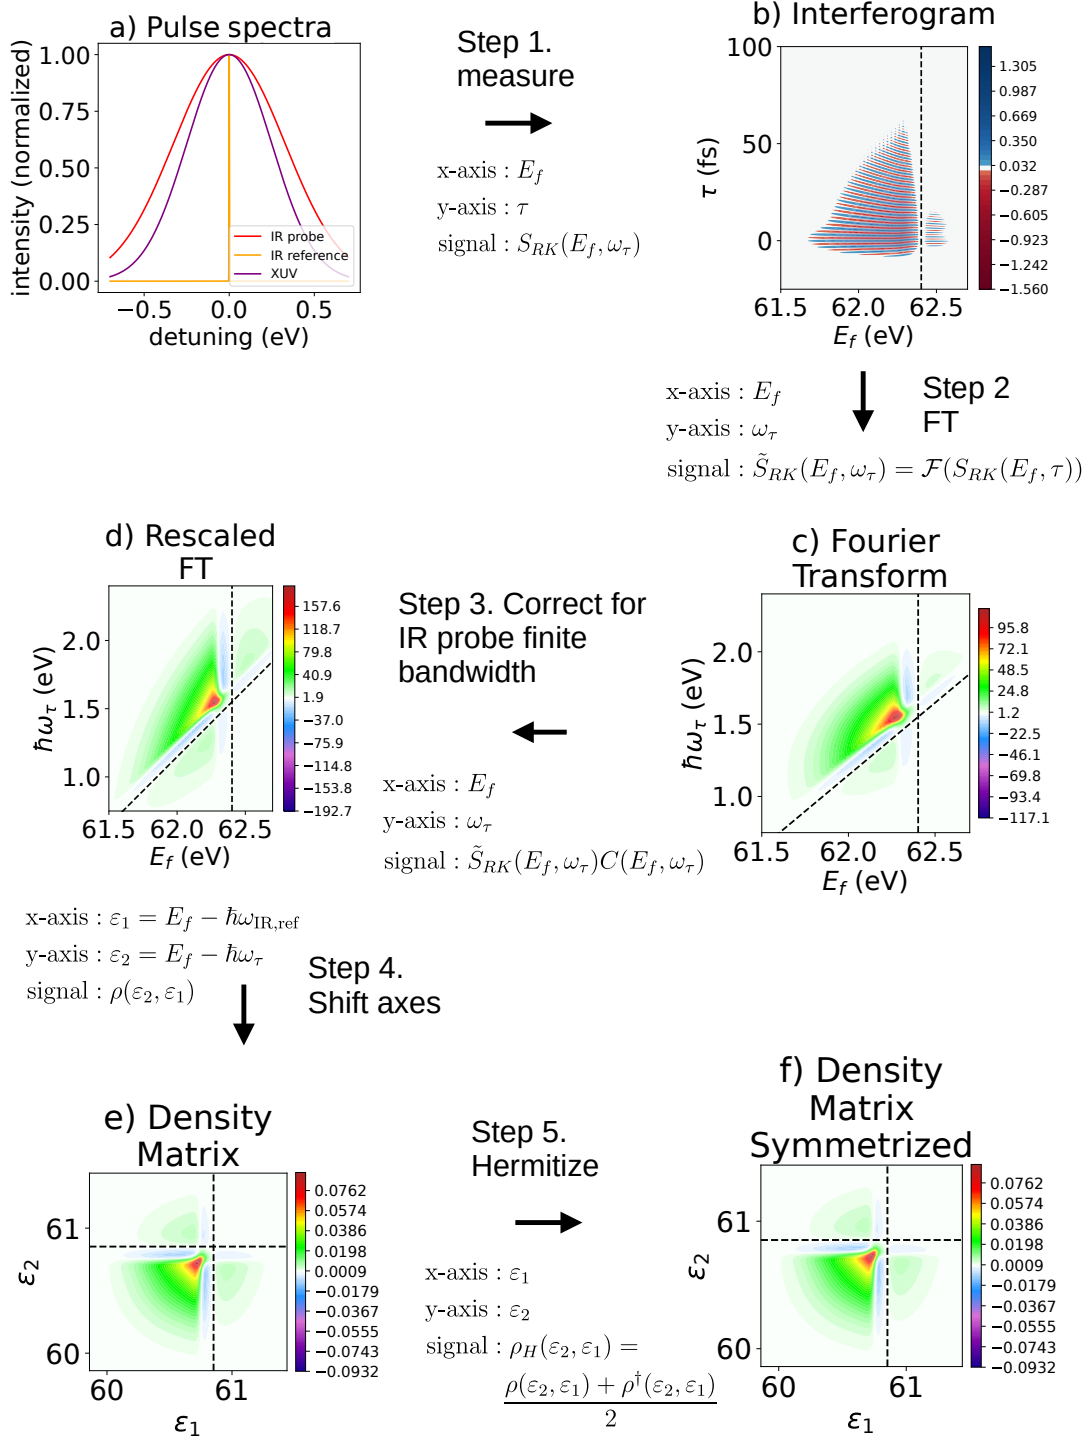 a) Pulse spectra
intensity (normalized)
1.00
0.75
0.50
0.25
0.00
IR probe
IR reference
XUV
−0.5
0.0
0.5
detuning (eV)
Step 1.
measure
x-axis : E_f
y-axis : τ
signal : S_{RK}(E_f, ω_τ)
b) Interferogram
τ (fs)
100
50
0
61.5
62.0
62.5
E_f (eV)
1.305
0.987
0.669
0.350
0.032
−0.287
−0.605
−0.923
−1.242
−1.560
x-axis : E_f
y-axis : ω_τ
signal : S̃_{RK}(E_f, ω_τ) = ℱ(S_{RK}(E_f, τ))
Step 2
FT
d) Rescaled
FT
ħω_τ (eV)
2.0
1.5
1.0
61.5
62.0
62.5
E_f (eV)
157.6
118.7
79.8
40.9
1.9
−37.0
−75.9
−114.8
−153.8
−192.7
Step 3. Correct for
IR probe finite
bandwidth
x-axis : E_f
y-axis : ω_τ
signal : S̃_{RK}(E_f, ω_τ)C(E_f, ω_τ)
c) Fourier
Transform
ħω_τ (eV)
2.0
1.5
1.0
61.5
62.0
62.5
E_f (eV)
95.8
72.1
48.5
24.8
1.2
−22.5
−46.1
−69.8
−93.4
−117.1
x-axis : ε_1 = E_f − ħω_{IR,ref}
y-axis : ε_2 = E_f − ħω_τ
signal : ρ(ε_2, ε_1)
Step 4.
Shift axes
e) Density
Matrix
ε_2
61
60
60
61
ε_1
0.0762
0.0574
0.0386
0.0198
0.0009
−0.0179
−0.0367
−0.0555
−0.0743
−0.0932
Step 5.
Hermitize
x-axis : ε_1
y-axis : ε_2
signal : ρ_H(ε_2, ε_1) =
ρ(ε_2, ε_1) + ρ^†(ε_2, ε_1)
2
f) Density
Matrix
Symmetrized
ε_2
61
60
60
61
ε_1
0.0762
0.0574
0.0386
0.0198
0.0009
−0.0179
−0.0367
−0.0555
−0.0743
−0.0932